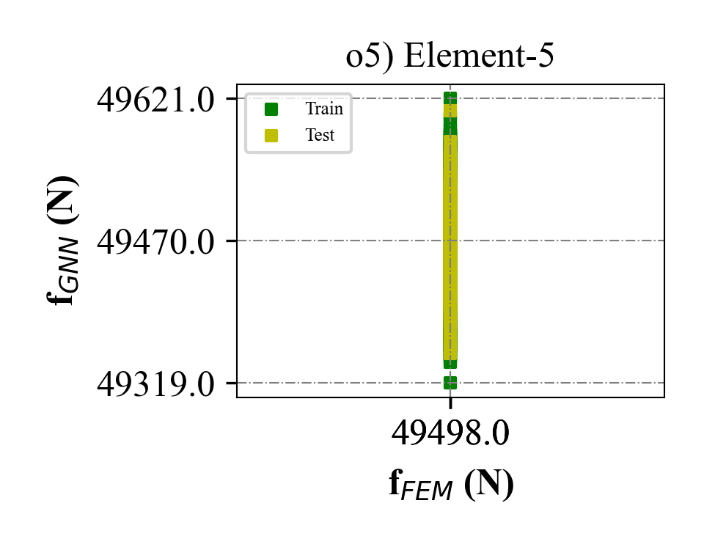 o5) Element-5
49621.0
Train
Test
49470.0
49319.0
f_GNN (N)
49498.0
f_FEM (N)